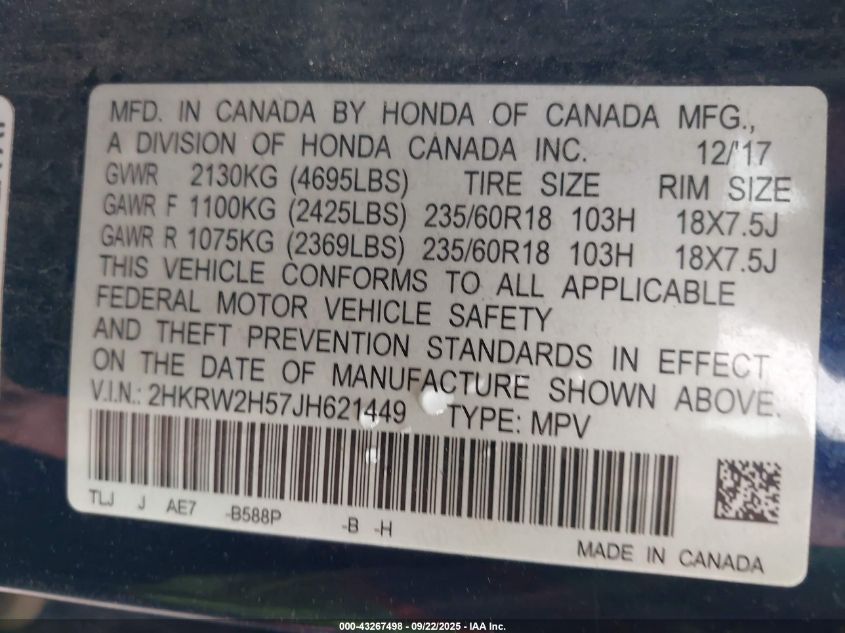 MFD. IN CANADA BY HONDA OF CANADA MFG.,
A DIVISION OF HONDA CANADA INC. 12/'17
GVWR 2130KG (4695LBS) TIRE SIZE RIM SIZE
GAWR F 1100KG (2425LBS) 235/60R18 103H 18X7.5J
GAWR R 1075KG (2369LBS) 235/60R18 103H 18X7.5J
THIS VEHICLE CONFORMS TO ALL APPLICABLE
FEDERAL MOTOR VEHICLE SAFETY
AND THEFT PREVENTION STANDARDS IN EFFECT
ON THE DATE OF MANUFACTURE SHOWN ABOVE.
V.I.N.: 2HKRW2H57JH621449 TYPE: MPV
TLJ J AE7 -B588P -B -H
MADE IN CANADA
000-43267498 - 09/22/2025 - IAA Inc.